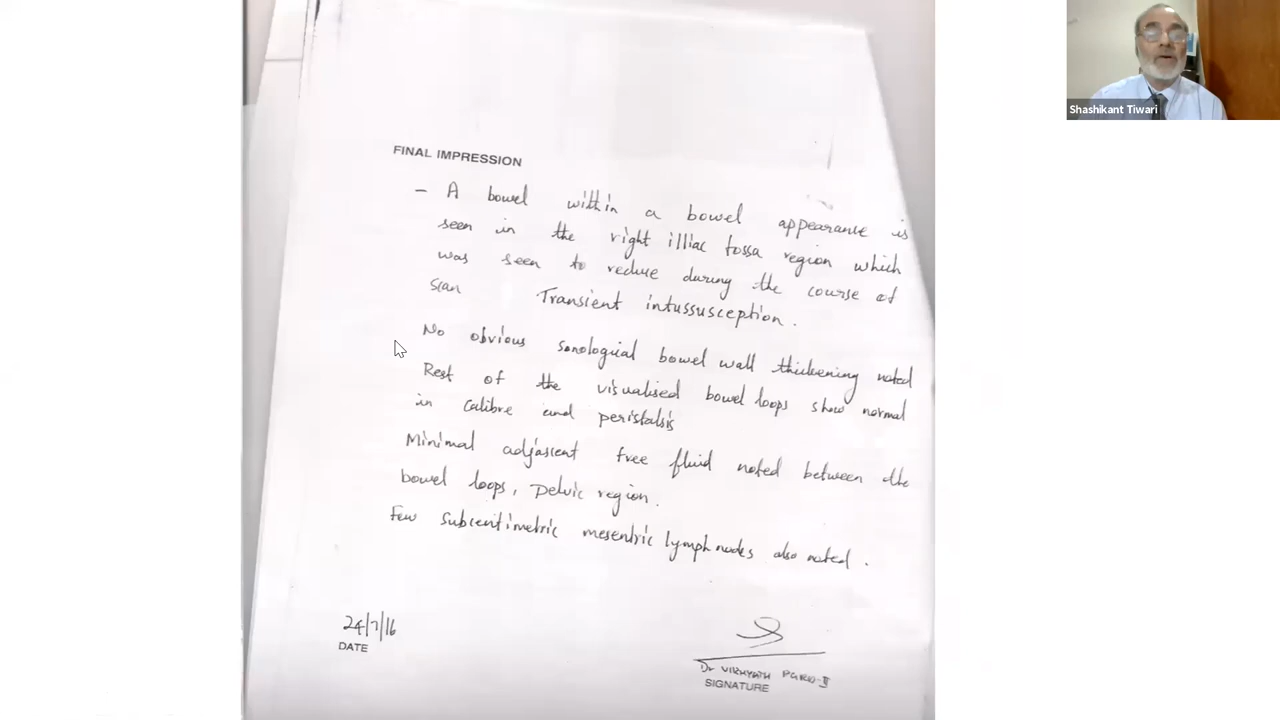 Shashikant Tiwari
FINAL IMPRESSION
- A bowel within a bowel appearance is
seen in the right illiac fossa region which
was seen to reduce during the course of
scan Transient intussusception.
No obvious sonological bowel wall thickening noted
Rest of the visualised bowel loops show normal
in calibre and peristalsis
Minimal adjascent free fluid noted between the
bowel loops, pelvic region.
Few subcentimetric mesentric lymphnodes also noted.
24/7/16
DATE
Dr VIKHYATH
SIGNATURE